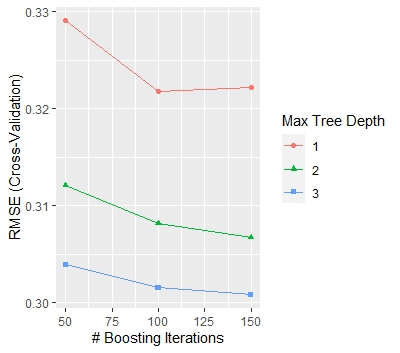 0.33
0.32
0.31
0.30
RMSE (Cross-Validation)
50 75 100 125 150
# Boosting Iterations
Max Tree Depth
1
2
3